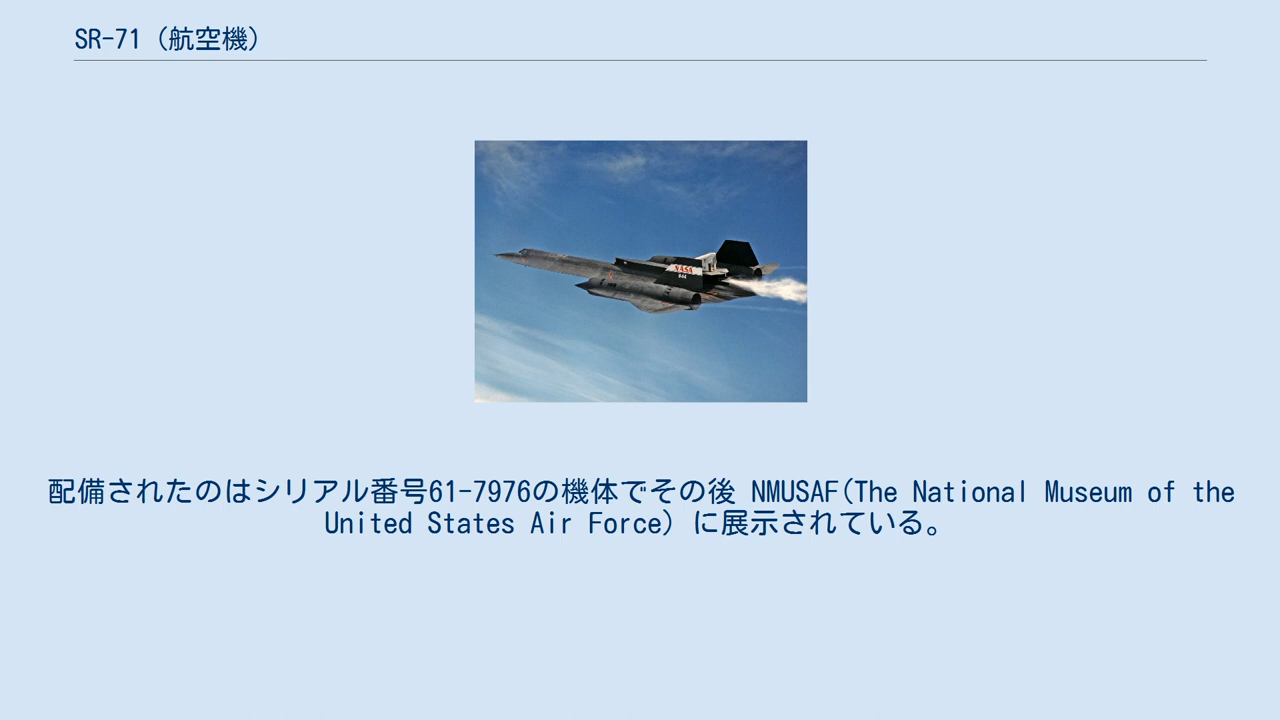 SR-71（航空機）
NASA
844
配備されたのはシリアル番号61-7976の機体でその後 NMUSAF(The National Museum of the
United States Air Force) に展示されている。